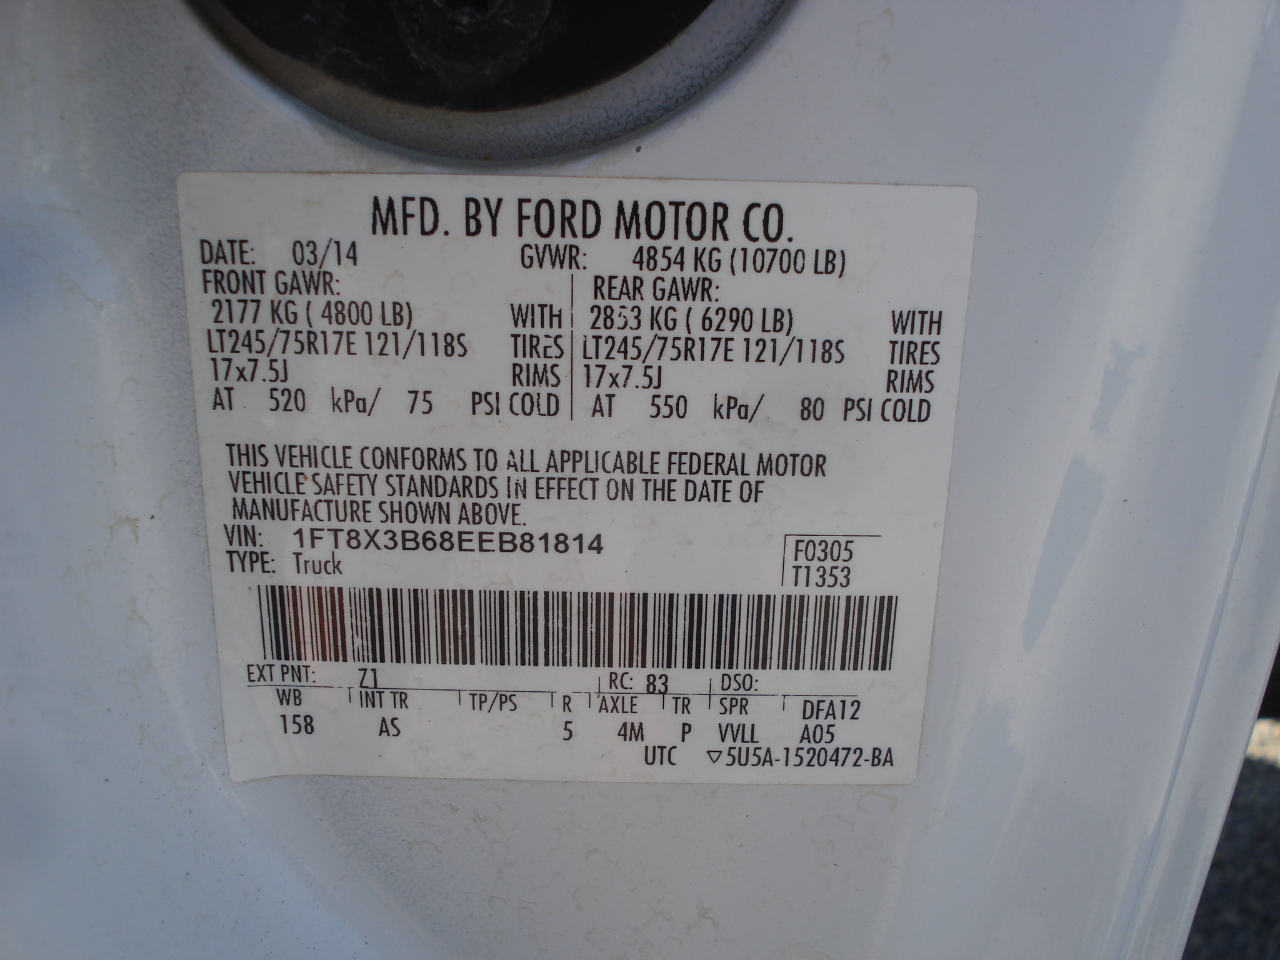 MFD. BY FORD MOTOR CO.
DATE: 03/14 GVWR: 4854 KG (10700 LB)
FRONT GAWR: REAR GAWR:
2177 KG ( 4800 LB) WITH 2853 KG ( 6290 LB) WITH
LT245/75R17E 121/118S TIRES LT245/75R17E 121/118S TIRES
17x7.5J RIMS 17x7.5J RIMS
AT 520 kPa/ 75 PSI COLD AT 550 kPa/ 80 PSI COLD
THIS VEHICLE CONFORMS TO ALL APPLICABLE FEDERAL MOTOR
VEHICLE SAFETY STANDARDS IN EFFECT ON THE DATE OF
MANUFACTURE SHOWN ABOVE.
VIN: 1FT8X3B68EEB81814 F0305
TYPE: Truck T1353
EXT PNT: Z1 RC: 83 DSO:
WB INT TR TP/PS R AXLE TR SPR DFA12
158 AS 5 4M P VVLL A05
UTC ▽5U5A-1520472-BA